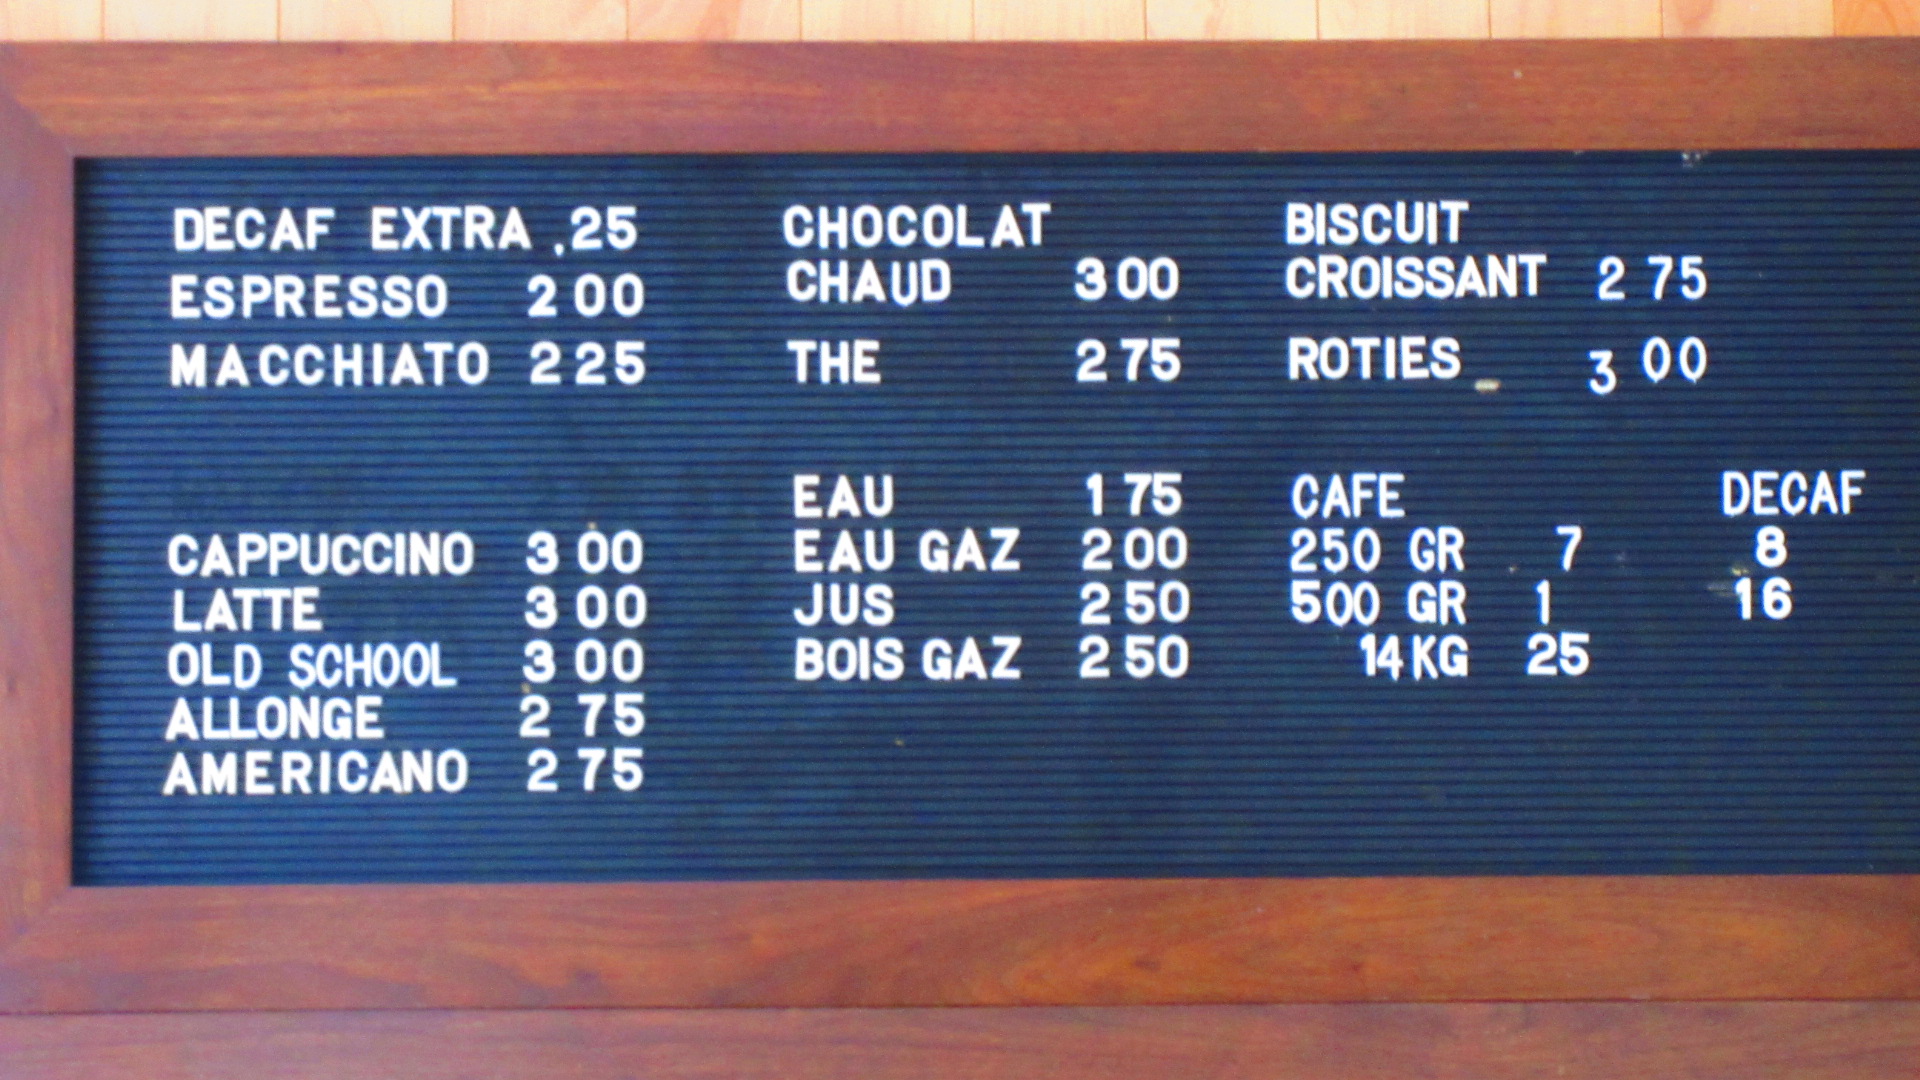 DECAF EXTRA .25
ESPRESSO 2 00
MACCHIATO 2 25
CAPPUCCINO 3 00
LATTE 3 00
OLD SCHOOL 3 00
ALLONGE 2 75
AMERICANO 2 75
CHOCOLAT
CHAUD 3 00
THE 2 75
EAU 1 75
EAU GAZ 2 00
JUS 2 50
BOIS GAZ 2 50
BISCUIT
CROISSANT 2 75
ROTIES 3 00
CAFE DECAF
250 GR 7 8
500 GR 1 16
14KG 25